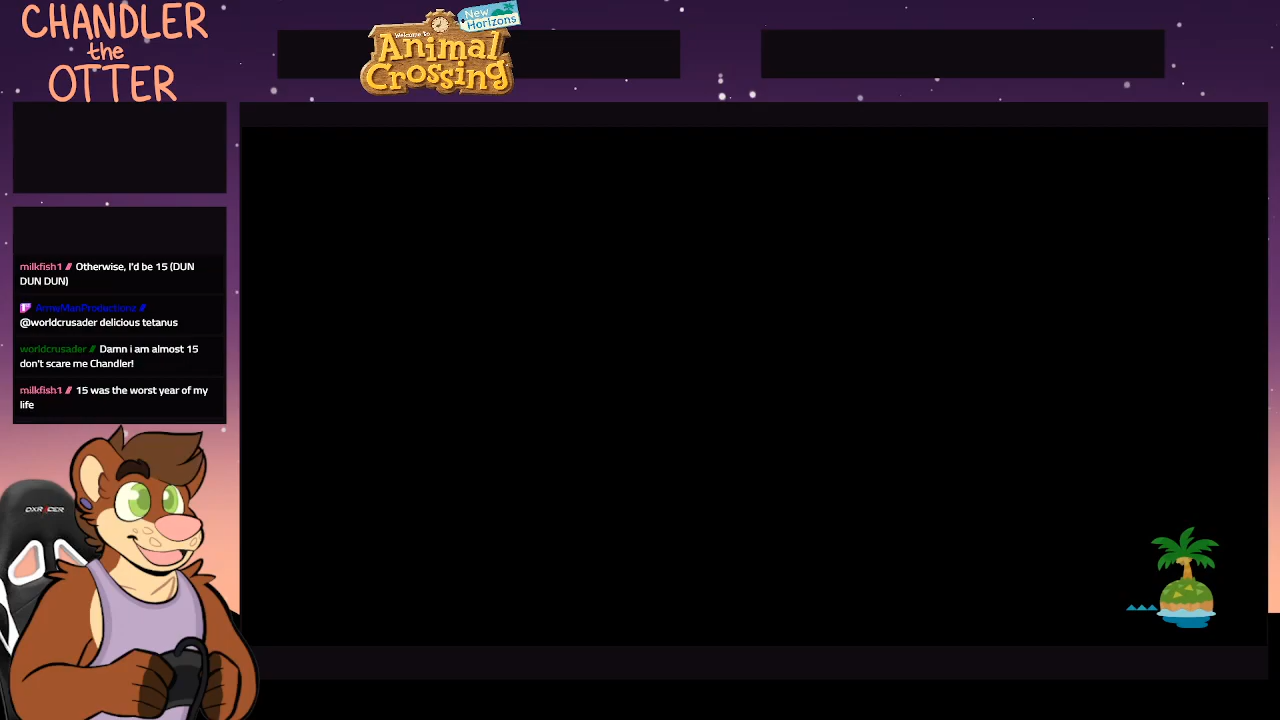 CHANDLER
the
OTTER
New
Horizons
Welcome to
Animal
Crossing
milkfish1 // Otherwise, I'd be 15 (DUN
DUN DUN)
ArmyManProductionz //
@worldcrusader delicious tetanus
worldcrusader // Damn i am almost 15
don't scare me Chandler!
milkfish1 // 15 was the worst year of my
life
DXRACER